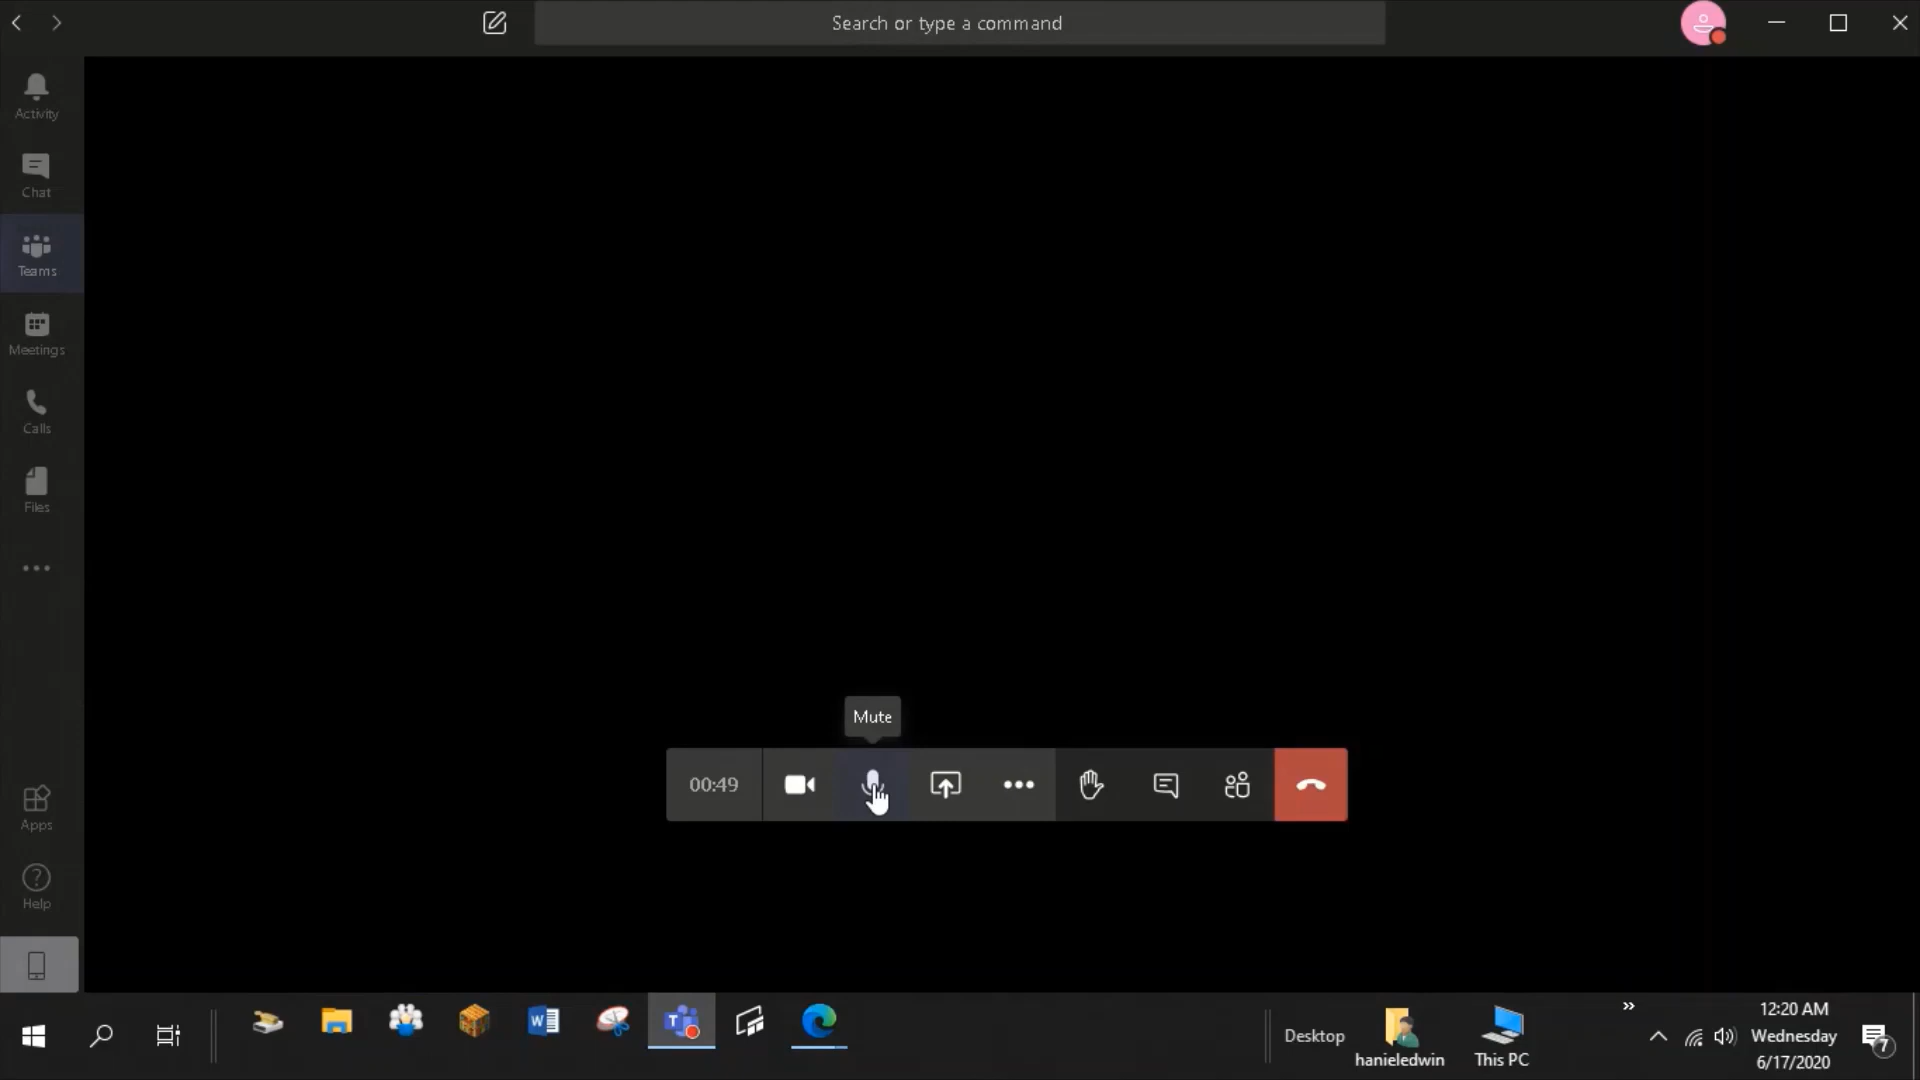 Search or type a command
Activity
Chat
Teams
Meetings
Calls
Files
Apps
Help
Mute
00:49
Desktop
hanieledwin
This PC
12:20 AM
Wednesday
6/17/2020
7